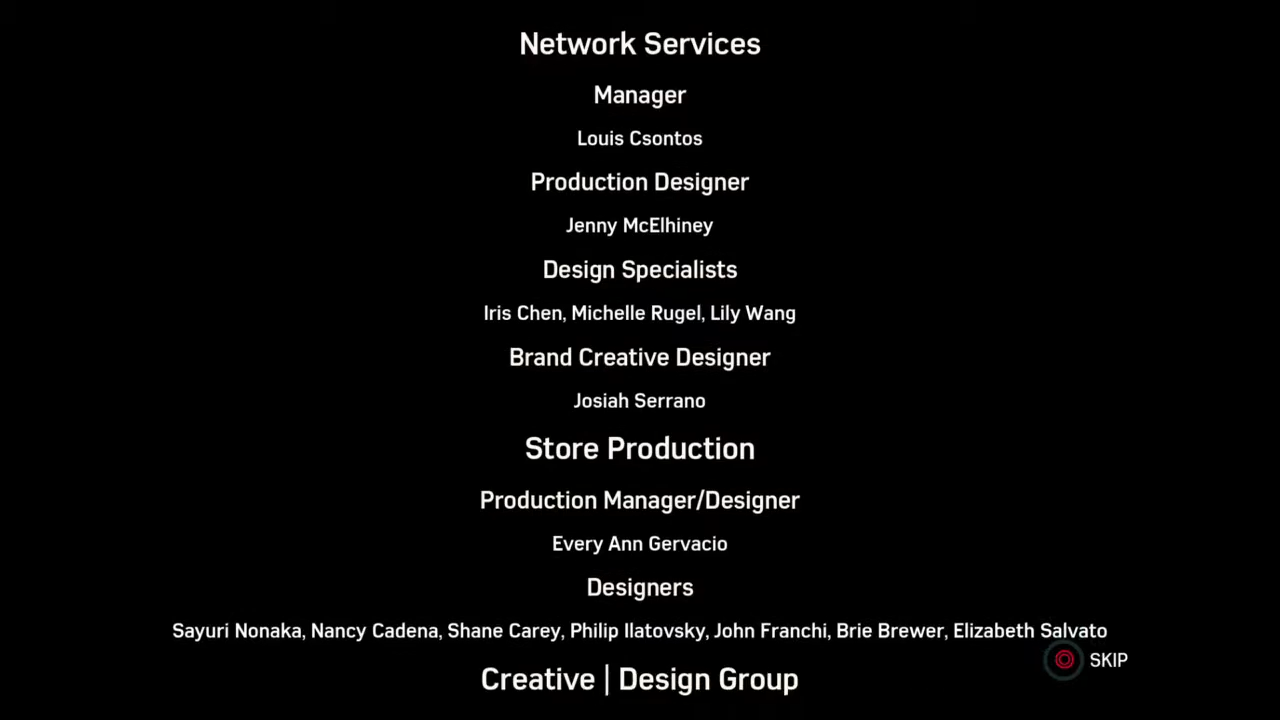 Network Services
Manager
Louis Csontos
Production Designer
Jenny McElhiney
Design Specialists
Iris Chen, Michelle Rugel, Lily Wang
Brand Creative Designer
Josiah Serrano
Store Production
Production Manager/Designer
Every Ann Gervacio
Designers
Sayuri Nonaka, Nancy Cadena, Shane Carey, Philip Ilatovsky, John Franchi, Brie Brewer, Elizabeth Salvato
SKIP
Creative | Design Group